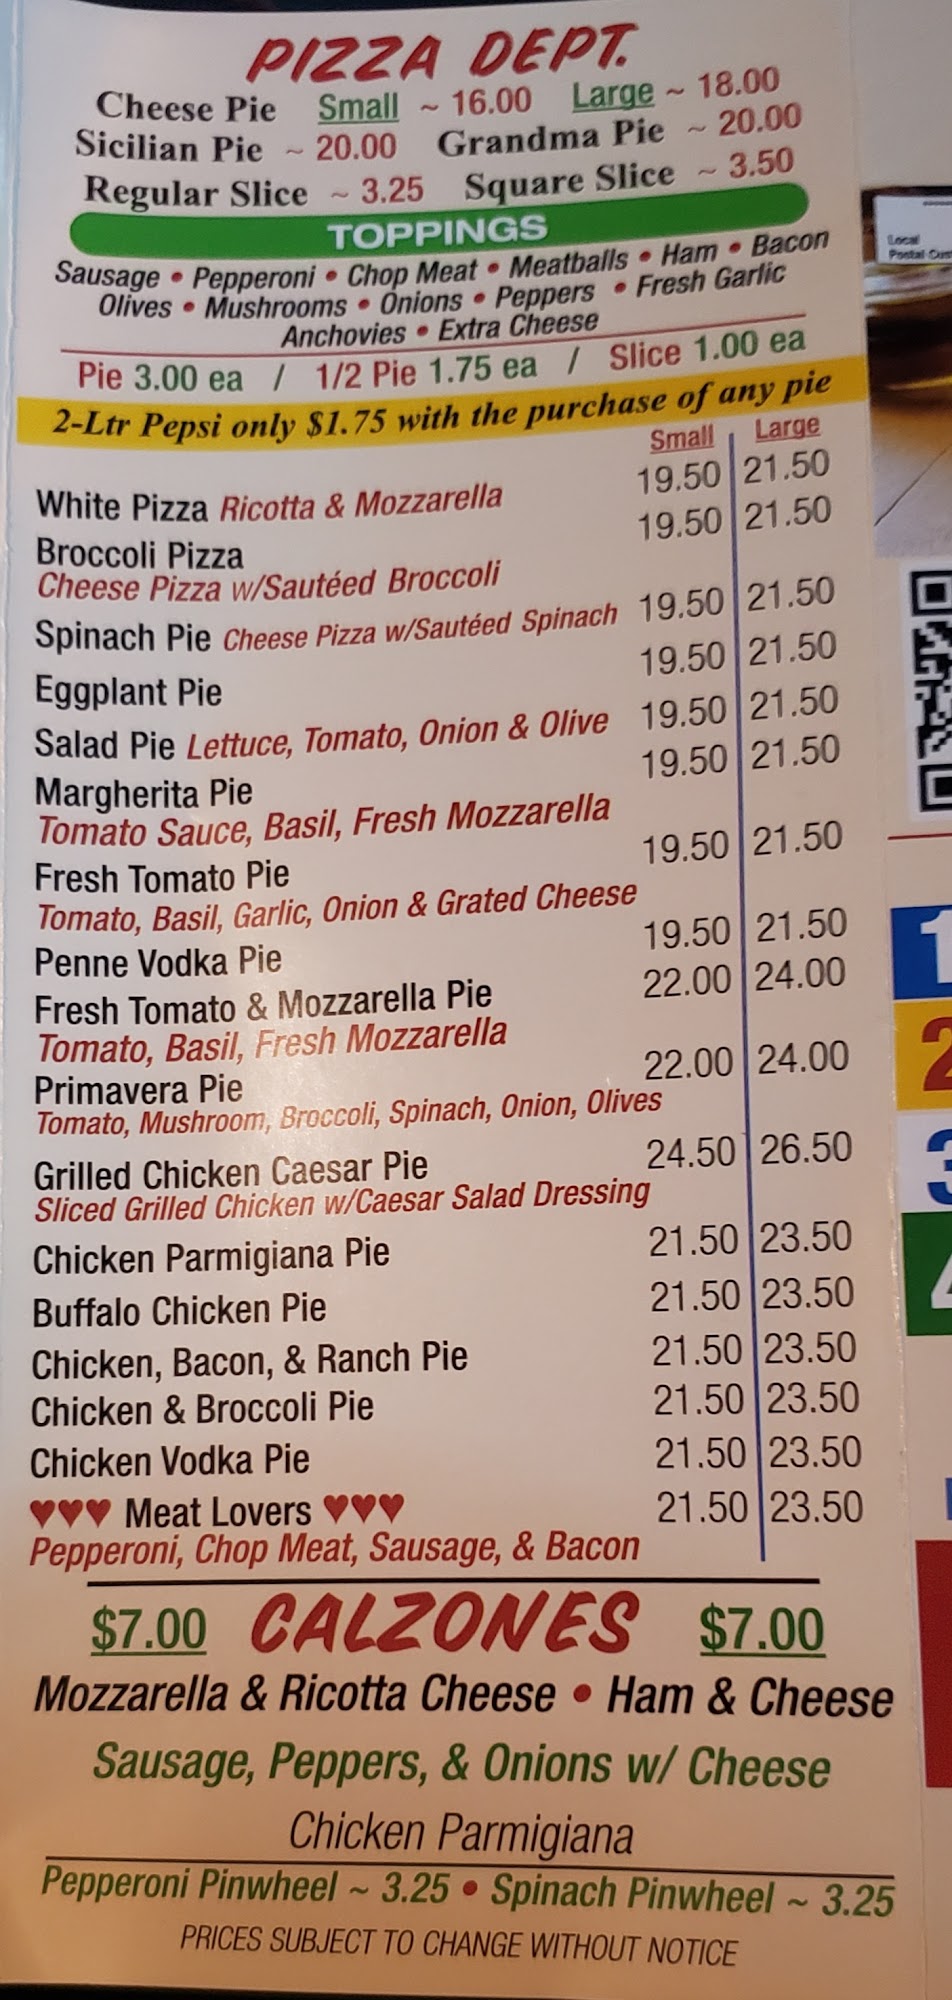 PIZZA DEPT.
Cheese Pie Small ~ 16.00 Large ~ 18.00
Sicilian Pie ~ 20.00 Grandma Pie ~ 20.00
Regular Slice ~ 3.25 Square Slice ~ 3.50
TOPPINGS
Sausage • Pepperoni • Chop Meat • Meatballs • Ham • Bacon
Olives • Mushrooms • Onions • Peppers • Fresh Garlic
Anchovies • Extra Cheese
Pie 3.00 ea / 1/2 Pie 1.75 ea / Slice 1.00 ea
2-Ltr Pepsi only $1.75 with the purchase of any pie
Small Large
White Pizza Ricotta & Mozzarella 19.50 21.50
Broccoli Pizza 19.50 21.50
Cheese Pizza w/Sautéed Broccoli
Spinach Pie Cheese Pizza w/Sautéed Spinach 19.50 21.50
Eggplant Pie 19.50 21.50
Salad Pie Lettuce, Tomato, Onion & Olive 19.50 21.50
Margherita Pie 19.50 21.50
Tomato Sauce, Basil, Fresh Mozzarella
Fresh Tomato Pie 19.50 21.50
Tomato, Basil, Garlic, Onion & Grated Cheese
Penne Vodka Pie 19.50 21.50
Fresh Tomato & Mozzarella Pie 22.00 24.00
Tomato, Basil, Fresh Mozzarella
Primavera Pie 22.00 24.00
Tomato, Mushroom, Broccoli, Spinach, Onion, Olives
Grilled Chicken Caesar Pie 24.50 26.50
Sliced Grilled Chicken w/Caesar Salad Dressing
Chicken Parmigiana Pie 21.50 23.50
Buffalo Chicken Pie 21.50 23.50
Chicken, Bacon, & Ranch Pie 21.50 23.50
Chicken & Broccoli Pie 21.50 23.50
Chicken Vodka Pie 21.50 23.50
♥♥♥ Meat Lovers ♥♥♥ 21.50 23.50
Pepperoni, Chop Meat, Sausage, & Bacon
$7.00 CALZONES $7.00
Mozzarella & Ricotta Cheese • Ham & Cheese
Sausage, Peppers, & Onions w/ Cheese
Chicken Parmigiana
Pepperoni Pinwheel ~ 3.25 • Spinach Pinwheel ~ 3.25
PRICES SUBJECT TO CHANGE WITHOUT NOTICE
Local
Postal
1
2
3
4